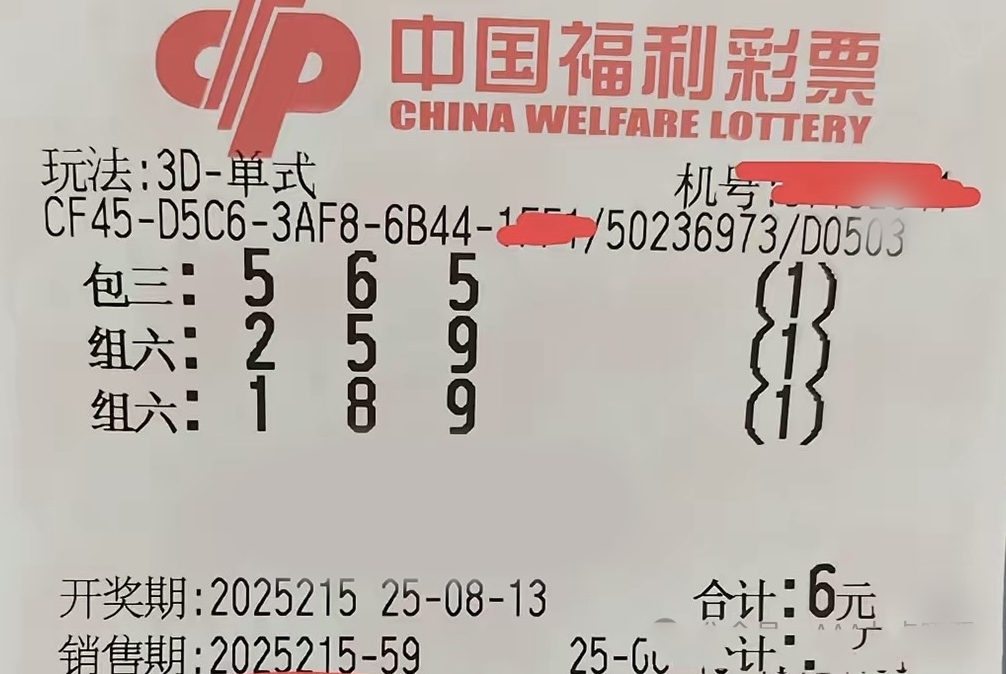 中国福利彩票
CHINA WELFARE LOTTERY
玩法:3D-单式
机号:
CF45-D5C6-3AF8-6B44-/50236973/D0503
包三: 5 6 5 (1)
组六: 2 5 9 (1)
组六: 1 8 9 (1)
开奖期:2025215 25-08-13 合计:6元
销售期:2025215-59 25-0